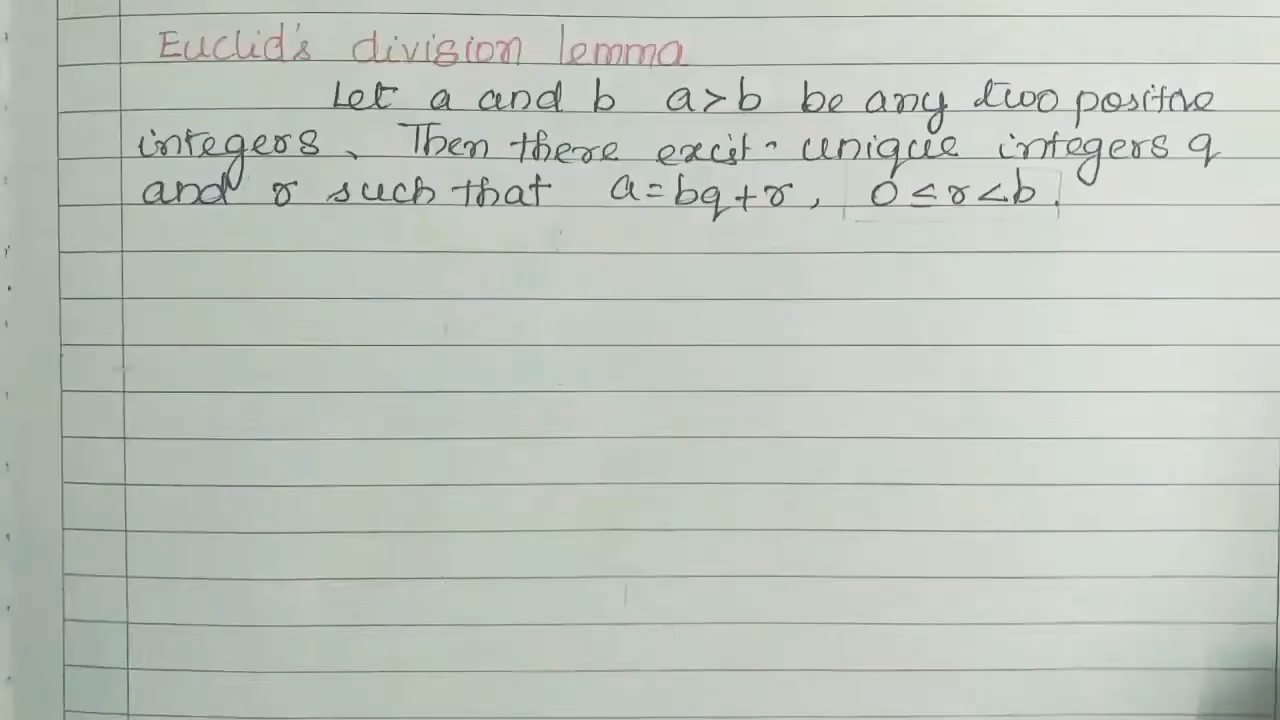 Euclid's division lemma
Let a and b a>b be any two positive
integers. Then there excist unique integers q
and r such that a=bq+r, 0≤r<b.